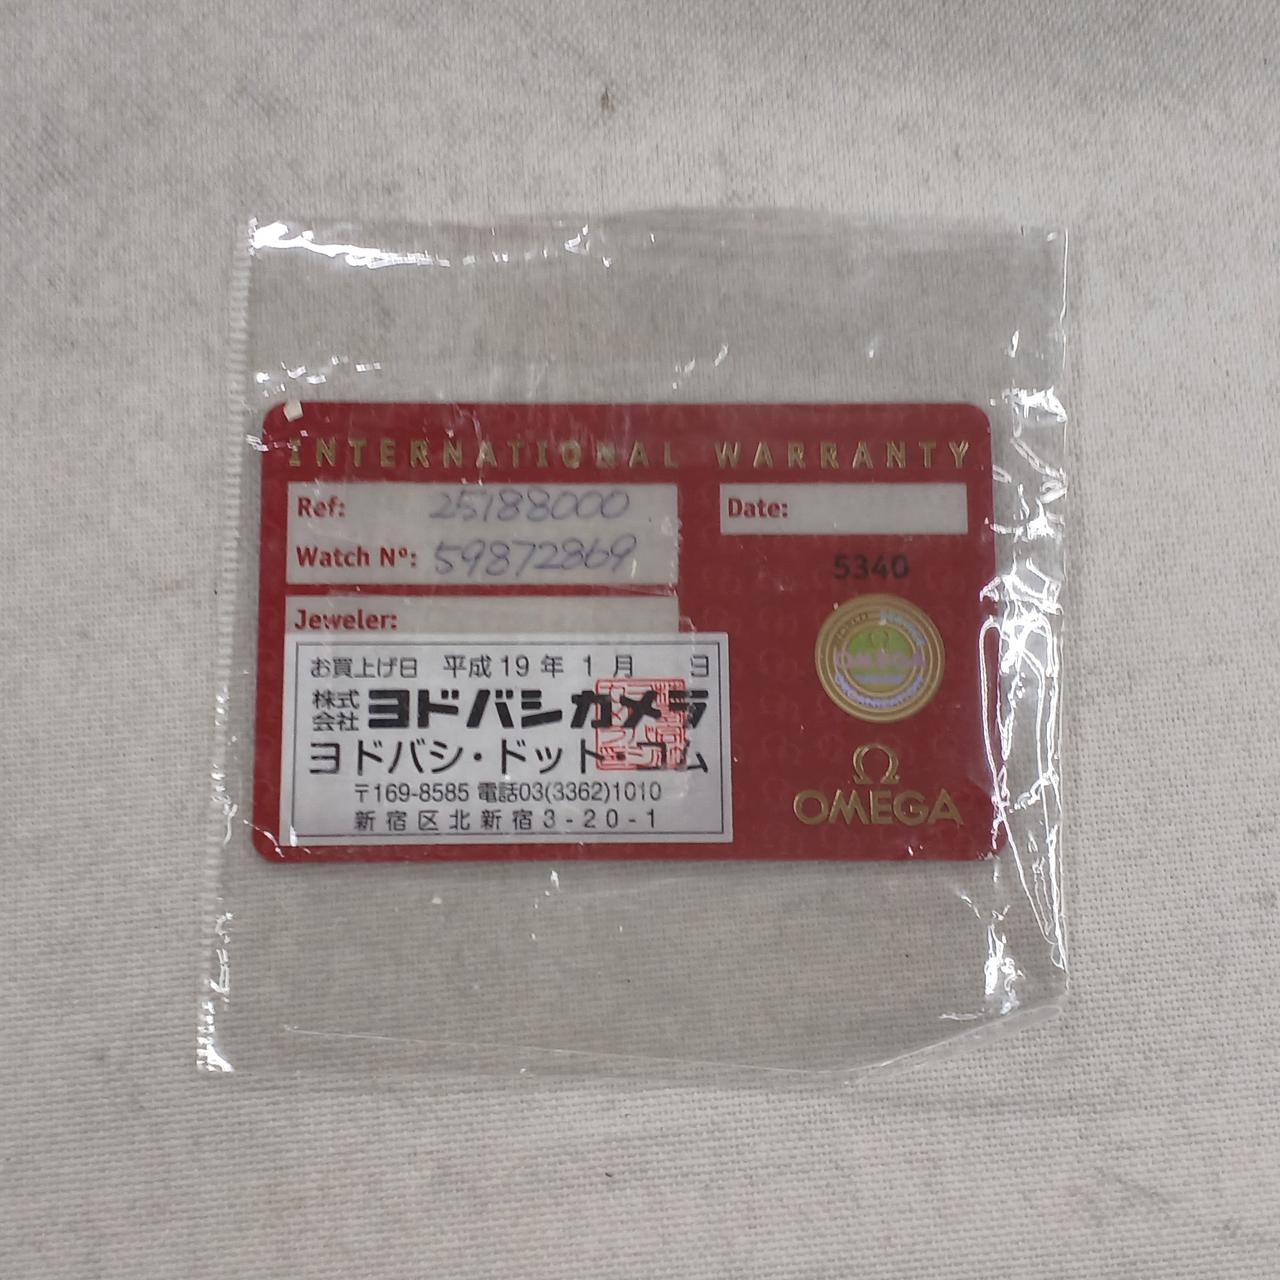 INTERNATIONAL WARRANTY
Ref: 25188000
Date:
Watch Nº: 59872869
5340
Jeweler:
お買上げ日 平成19年 1月 日
株式会社 ヨドバシカメラ
ヨドバシ・ドット・コム
〒169-8585 電話03(3362)1010
新宿区北新宿3-20-1
OMEGA
Ω
OMEGA